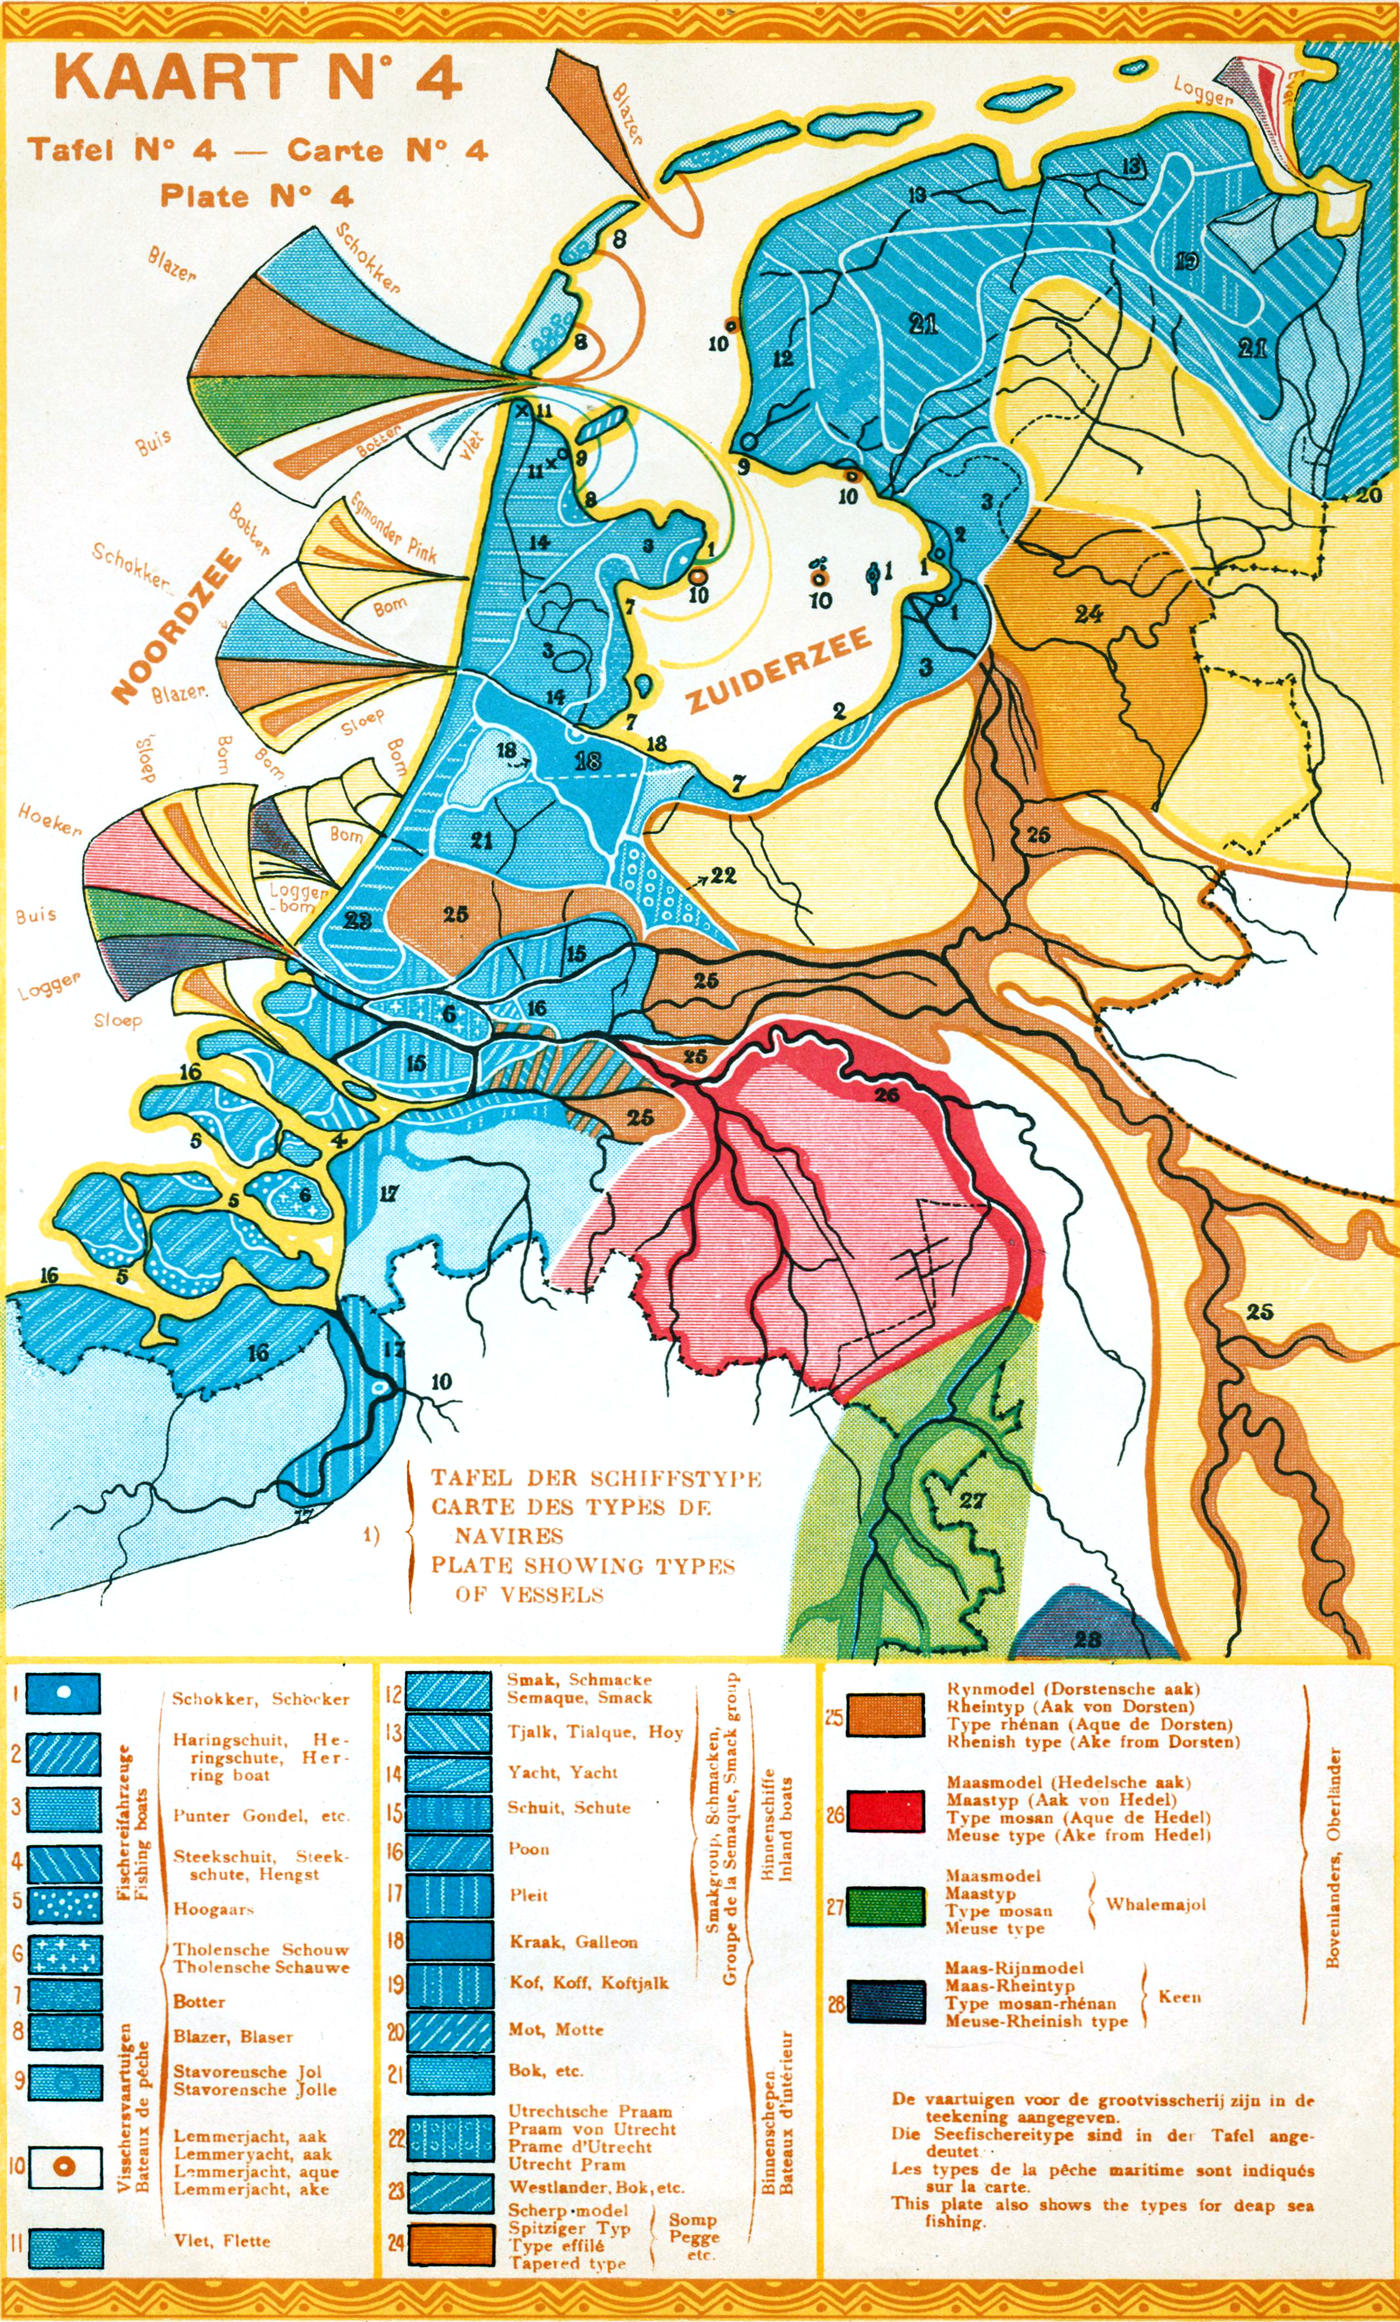 KAART Nº 4
Tafel Nº 4 — Carte Nº 4
Plate Nº 4
Blazer
Logger
Ever
Schokker
Blazer
Buis
Botter
Vlet
Botter
Egmonder Pink
Schokker
Bom
NOORDZEE
Blazer.
Sloep
Sloep
Bom
Bom
Bom
Hoeker
Bom
Logger
-bom
Buis
Logger
Sloep
ZUIDERZEE
8
8
8
13
13
19
21
21
12
10
9
10
11
11
9
14
3
1
10
10
1
1
2
3
1
3
20
24
7
3
14
7
18
2
7
18
18
21
22
23
25
15
25
26
6
16
15
25
25
26
16
5
4
5
6
17
5
16
16
17
10
17
25
27
28
1)
TAFEL DER SCHIFFSTYPE
CARTE DES TYPES DE
NAVIRES
PLATE SHOWING TYPES
OF VESSELS
1 Schokker, Schocker
2 Haringschuit, He-
ringschute, Her-
ring boat
3 Punter Gondel, etc.
4 Steekschuit, Steek-
schute, Hengst
5 Hoogaars
6 Tholensche Schouw
Tholensche Schauwe
7 Botter
8 Blazer, Blaser
9 Stavorensche Jol
Stavorensche Jolle
10 Lemmerjacht, aak
Lemmeryacht, aak
Lemmerjacht, aque
Lemmerjacht, ake
11 Vlet, Flette
Fischereifahrzeuge
Fishing boats
Visschersvaartuigen
Bateaux de pêche
12 Smak, Schmacke
Semaque, Smack
13 Tjalk, Tialque, Hoy
14 Yacht, Yacht
15 Schuit, Schute
16 Poon
17 Pleit
18 Kraak, Galleon
19 Kof, Koff, Koftjalk
20 Mot, Motte
21 Bok, etc.
22 Utrechtsche Praam
Praam von Utrecht
Prame d'Utrecht
Utrecht Pram
23 Westlander, Bok, etc.
24 Scherp-model
Spitziger Typ
Type effilé
Tapered type
Somp
Pegge
etc.
Smakgroup, Schmacken,
Groupe de la Semaque, Smack group
Binnenschiffe
Inland boats
Binnenschepen
Bateaux d'intérieur
25 Rynmodel (Dorstensche aak)
Rheintyp (Aak von Dorsten)
Type rhénan (Aque de Dorsten)
Rhenish type (Ake from Dorsten)
26 Maasmodel (Hedelsche aak)
Maastyp (Aak von Hedel)
Type mosan (Aque de Hedel)
Meuse type (Ake from Hedel)
27 Maasmodel
Maastyp
Type mosan
Meuse type
Whalemajol
28 Maas-Rijnmodel
Maas-Rheintyp
Type mosan-rhénan
Meuse-Rheinish type
Keen
Bovenlanders, Oberländer
De vaartuigen voor de grootvisscherij zijn in de
teekening aangegeven.
Die Seefischereitype sind in der Tafel ange-
deutet
Les types de la pêche maritime sont indiqués
sur la carte.
This plate also shows the types for deap sea
fishing.